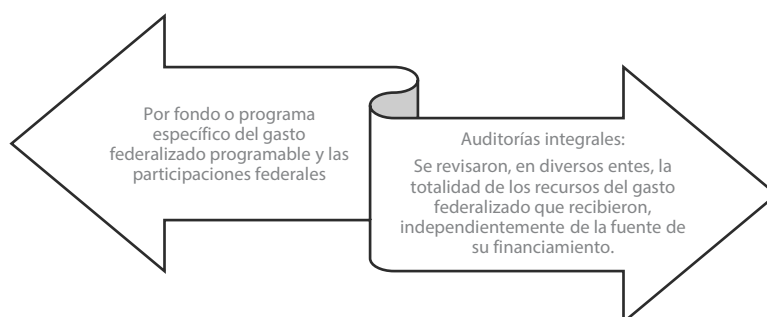 Por fondo o programa
específico del gasto
federalizado programable y las
participaciones federales
Auditorías integrales:
Se revisaron, en diversos entes, la
totalidad de los recursos del gasto
federalizado que recibieron,
independientemente de la fuente de
su financiamiento.